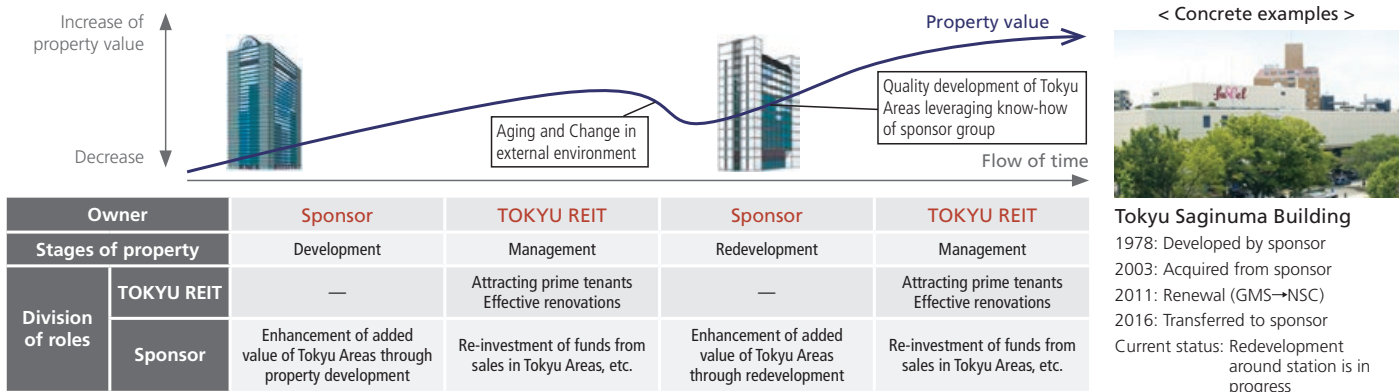 Increase of
property value
Decrease
Property value
Aging and Change in
external environment
Quality development of Tokyu
Areas leveraging know-how
of sponsor group
Flow of time
Owner
Sponsor
TOKYU REIT
Sponsor
TOKYU REIT
Stages of property
Development
Management
Redevelopment
Management
Division
of roles
TOKYU REIT
—
Attracting prime tenants
Effective renovations
—
Attracting prime tenants
Effective renovations
Sponsor
Enhancement of added
value of Tokyu Areas through
property development
Re-investment of funds from
sales in Tokyu Areas, etc.
Enhancement of added
value of Tokyu Areas
through redevelopment
Re-investment of funds from
sales in Tokyu Areas, etc.
< Concrete examples >
Tokyu Saginuma Building
1978: Developed by sponsor
2003: Acquired from sponsor
2011: Renewal (GMS→NSC)
2016: Transferred to sponsor
Current status: Redevelopment
around station is in
progress